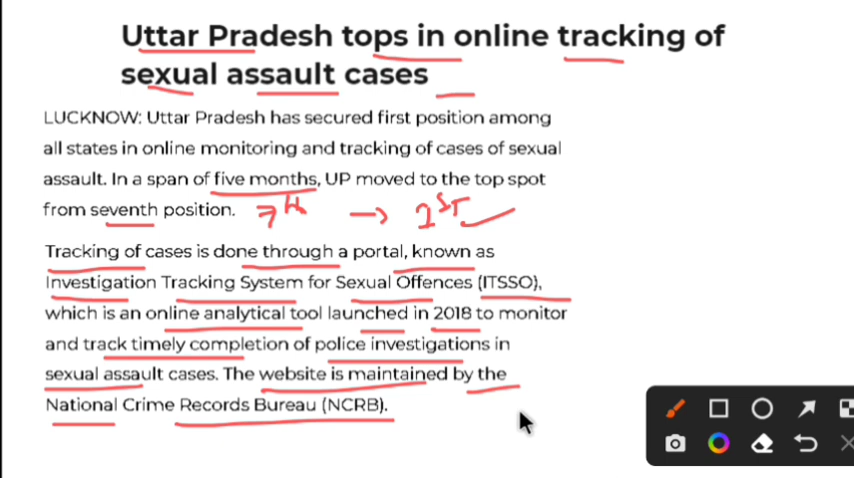 Uttar Pradesh tops in online tracking of
sexual assault cases
LUCKNOW: Uttar Pradesh has secured first position among
all states in online monitoring and tracking of cases of sexual
assault. In a span of five months, UP moved to the top spot
from seventh position. 7th → 1ST
Tracking of cases is done through a portal, known as
Investigation Tracking System for Sexual Offences (ITSSO),
which is an online analytical tool launched in 2018 to monitor
and track timely completion of police investigations in
sexual assault cases. The website is maintained by the
National Crime Records Bureau (NCRB).